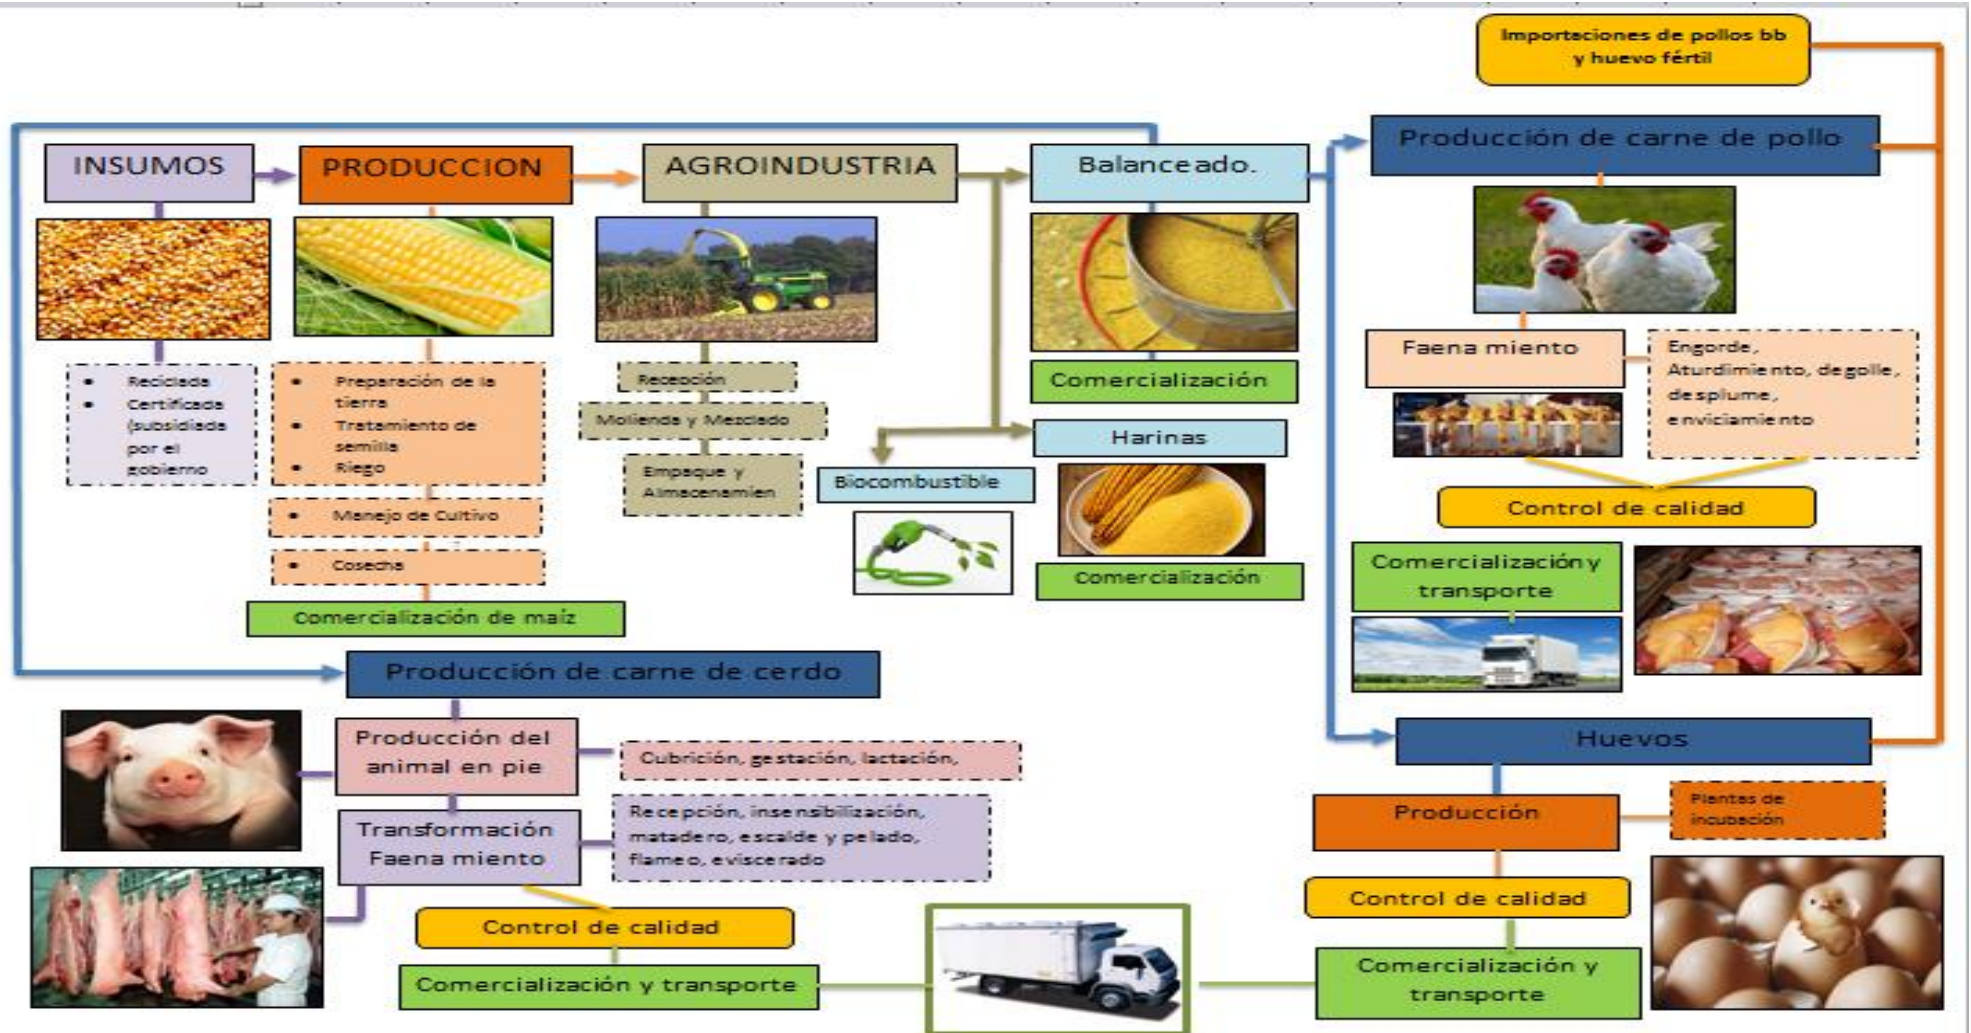 Importaciones de pollos bb
y huevo fértil
INSUMOS
PRODUCCION
AGROINDUSTRIA
Balanceado.
Producción de carne de pollo
Reciclada
Certificada
(subsidiada
por el
gobierno
Preparación de la
tierra
Tratamiento de
semilla
Riego
Manejo de Cultivo
Cosecha
Comercialización de maíz
Recepción
Molienda y Mezclado
Empaque y
Almacenamien
Comercialización
Harinas
Biocombustible
Comercialización
Faena miento
Engorde,
Aturdimiento, degolle,
desplume,
enviciamiento
Control de calidad
Comercialización y
transporte
Producción de carne de cerdo
Producción del
animal en pie
Cubrición, gestación, lactación,
Transformación
Faena miento
Recepción, insensibilización,
matadero, escalde y pelado,
flameo, eviscerado
Control de calidad
Comercialización y transporte
Huevos
Producción
Plantas de
incubación
Control de calidad
Comercialización y
transporte